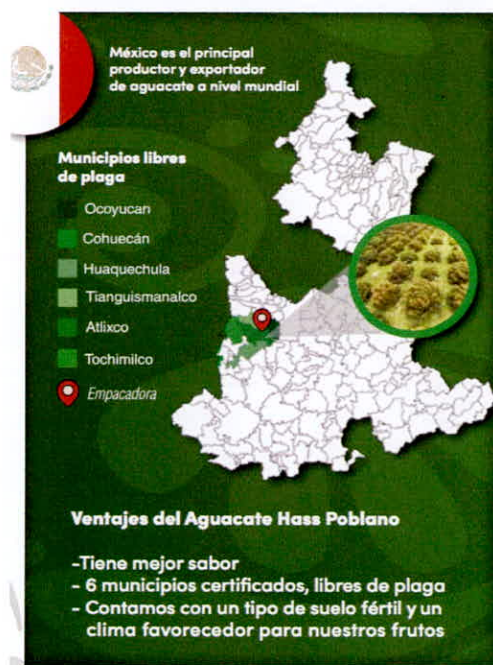 México es el principal
productor y exportador
de aguacate a nivel mundial
Municipios libres
de plaga
Ocoyucan
Cohuecán
Huaquechula
Tianguismanalco
Atlixco
Tochimilco
Empacadora
Ventajes del Aguacate Hass Poblano
-Tiene mejor sabor
- 6 municipios certificados, libres de plaga
- Contamos con un tipo de suelo fértil y un
clima favorecedor para nuestros frutos